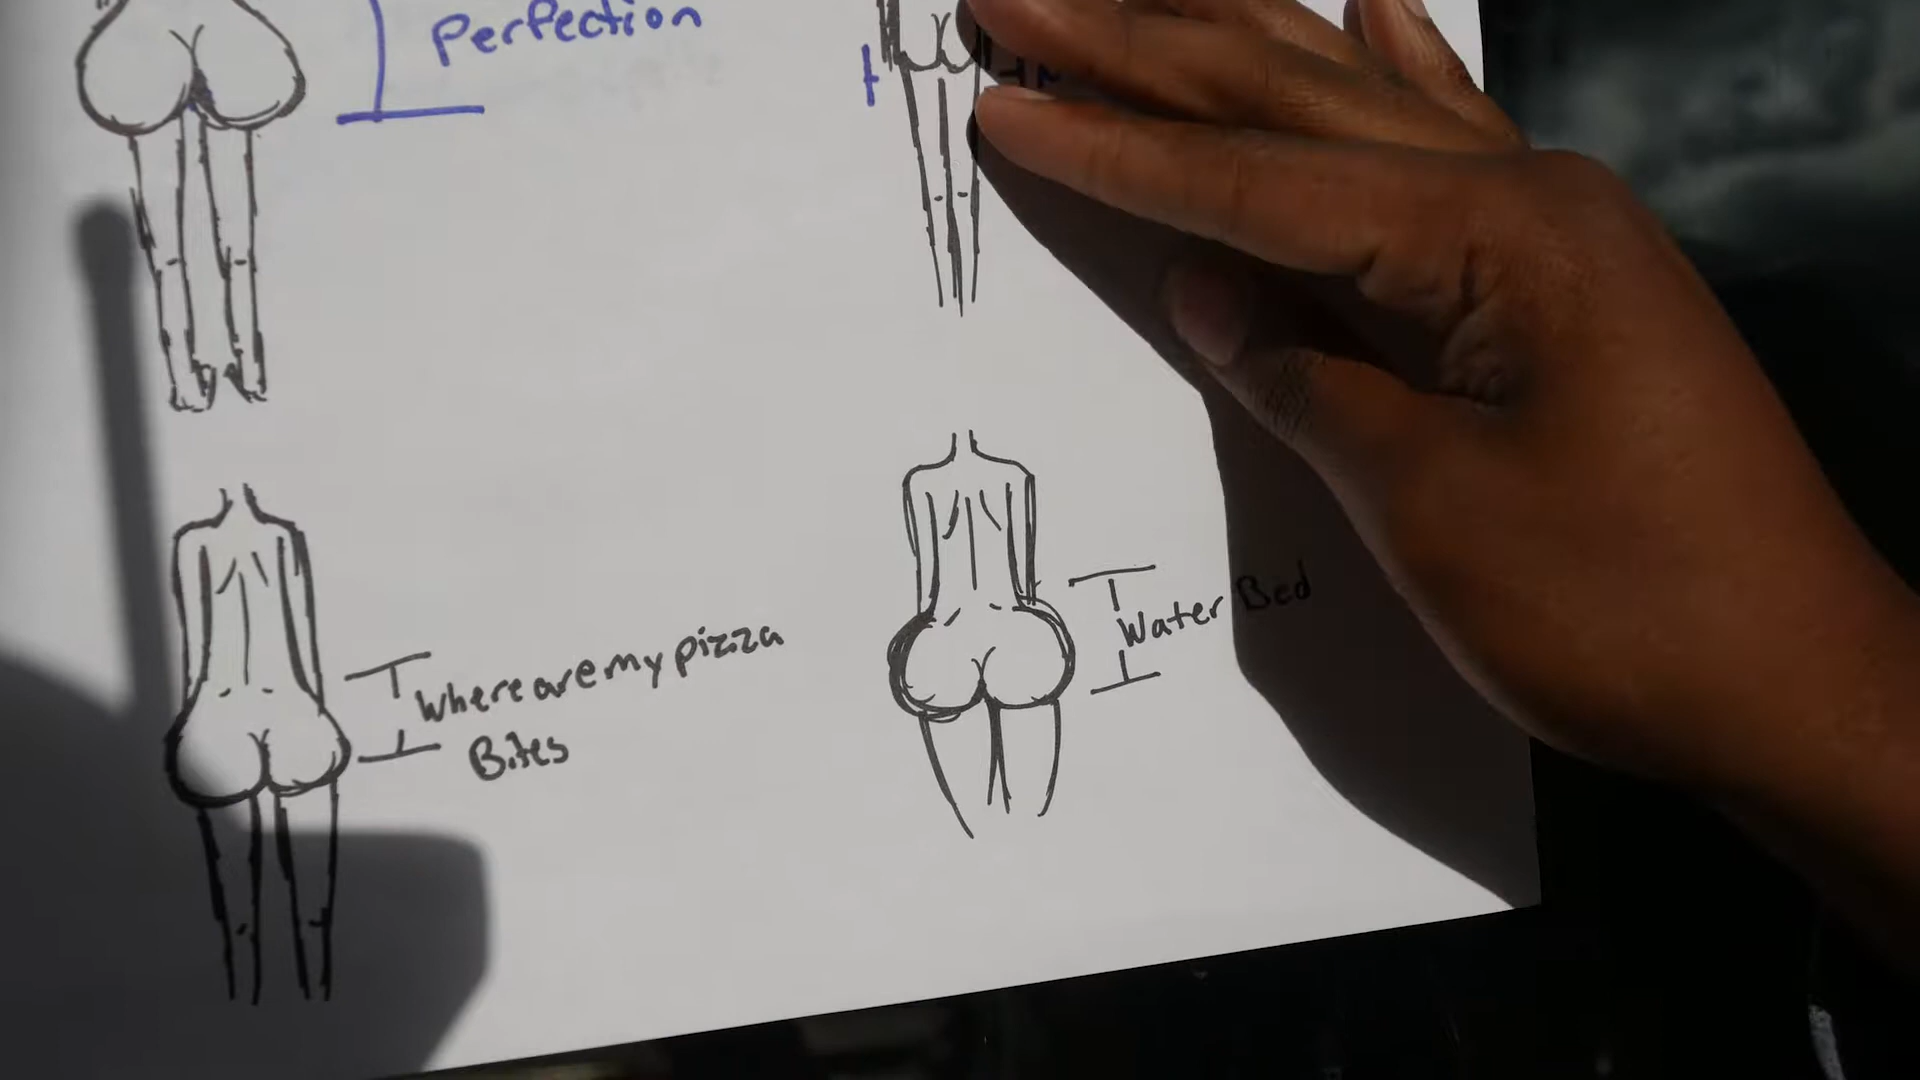 Perfection
Where are my pizza
Bites
Water Bed